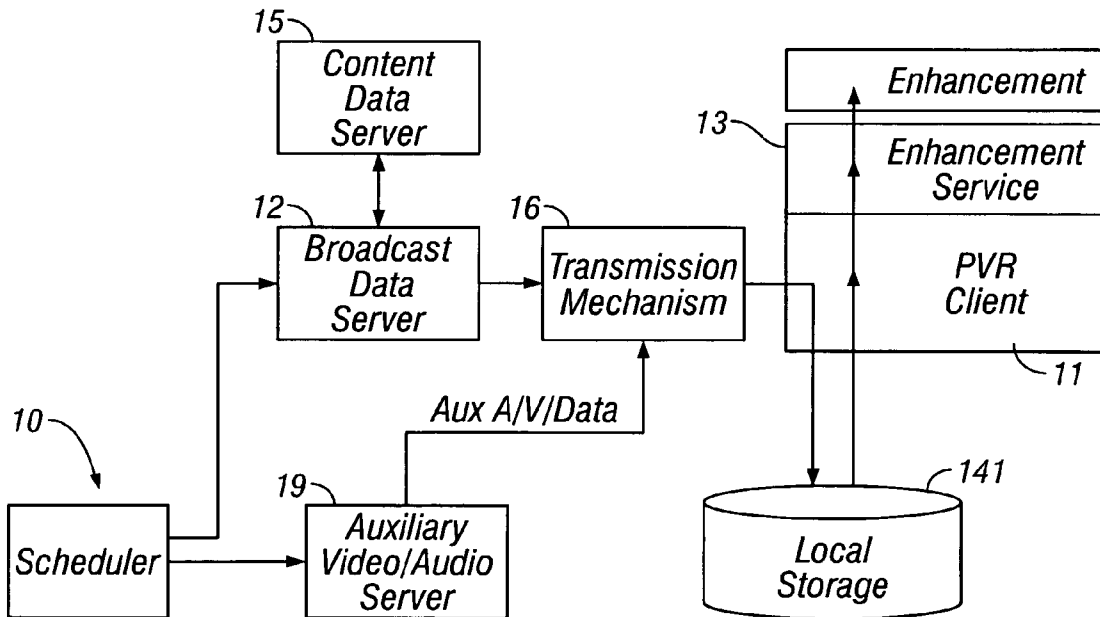 15
Content
Data
Server
Enhancement
13
Enhancement
Service
12
Broadcast
Data
Server
16
Transmission
Mechanism
PVR
Client
11
Aux A/V/Data
10
Scheduler
19
Auxiliary
Video/Audio
Server
141
Local
Storage